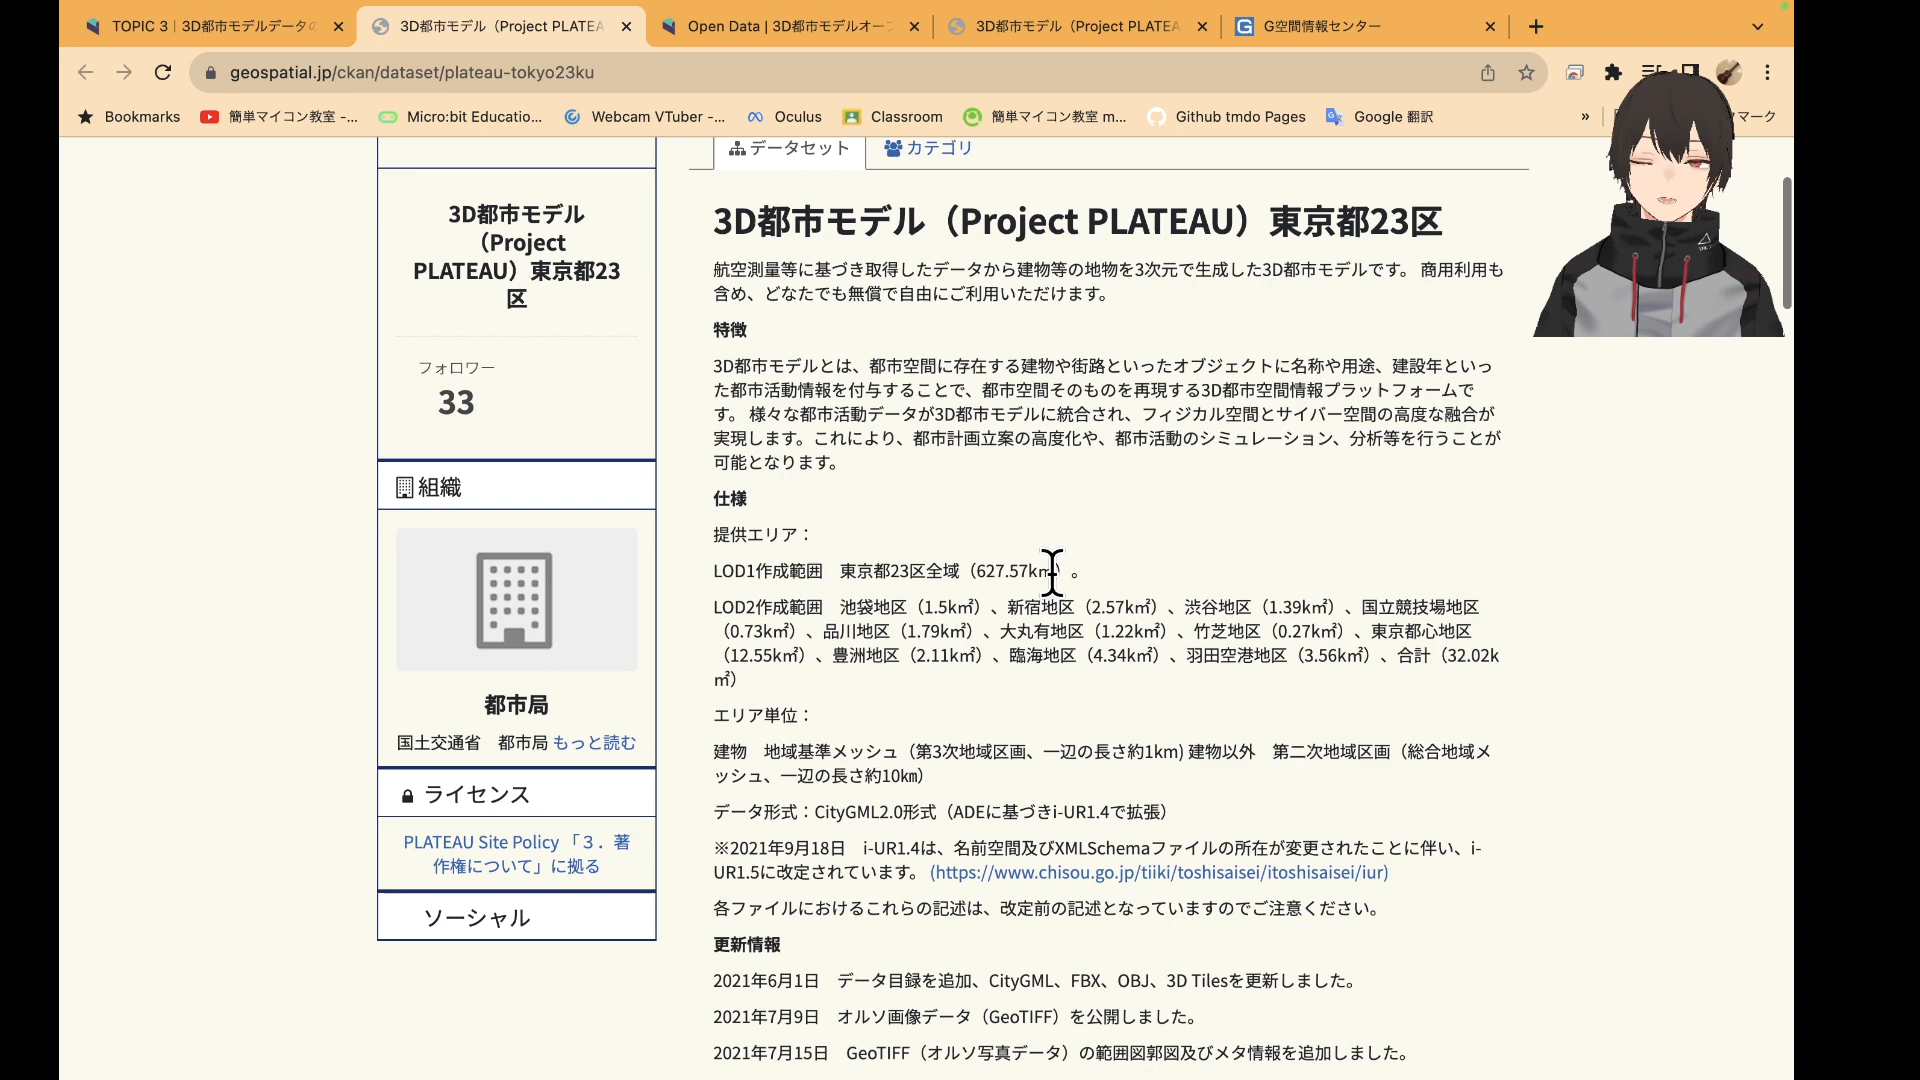 TOPIC 3 | 3D都市モデルデータの
3D都市モデル（Project PLATEA
Open Data | 3D都市モデルオー
3D都市モデル（Project PLATEA
G空間情報センター
geospatial.jp/ckan/dataset/plateau-tokyo23ku
Bookmarks
簡単マイコン教室 -...
Micro:bit Educatio...
Webcam VTuber -...
Oculus
Classroom
簡単マイコン教室 m...
Github tmdo Pages
Google 翻訳
»
マーク
データセット
カテゴリ
3D都市モデル
（Project
PLATEAU）東京都23
区
フォロワー
33
組織
都市局
国土交通省　都市局 もっと読む
ライセンス
PLATEAU Site Policy 「３．著
作権について」に拠る
ソーシャル
3D都市モデル（Project PLATEAU）東京都23区
航空測量等に基づき取得したデータから建物等の地物を3次元で生成した3D都市モデルです。 商用利用も
含め、どなたでも無償で自由にご利用いただけます。
特徴
3D都市モデルとは、都市空間に存在する建物や街路といったオブジェクトに名称や用途、建設年といっ
た都市活動情報を付与することで、都市空間そのものを再現する3D都市空間情報プラットフォームで
す。 様々な都市活動データが3D都市モデルに統合され、フィジカル空間とサイバー空間の高度な融合が
実現します。これにより、都市計画立案の高度化や、都市活動のシミュレーション、分析等を行うことが
可能となります。
仕様
提供エリア：
LOD1作成範囲　東京都23区全域（627.57km）。
LOD2作成範囲　池袋地区（1.5k㎡）、新宿地区（2.57k㎡）、渋谷地区（1.39k㎡）、国立競技場地区
（0.73k㎡）、品川地区（1.79k㎡）、大丸有地区（1.22k㎡）、竹芝地区（0.27k㎡）、東京都心地区
（12.55k㎡）、豊洲地区（2.11k㎡）、臨海地区（4.34k㎡）、羽田空港地区（3.56k㎡）、合計（32.02k
㎡）
エリア単位：
建物　地域基準メッシュ（第3次地域区画、一辺の長さ約1km) 建物以外　第二次地域区画（総合地域メ
ッシュ、一辺の長さ約10㎞）
データ形式：CityGML2.0形式（ADEに基づきi-UR1.4で拡張）
※2021年9月18日　i-UR1.4は、名前空間及びXMLSchemaファイルの所在が変更されたことに伴い、i-
UR1.5に改定されています。 (https://www.chisou.go.jp/tiiki/toshisaisei/itoshisaisei/iur)
各ファイルにおけるこれらの記述は、改定前の記述となっていますのでご注意ください。
更新情報
2021年6月1日　データ目録を追加、CityGML、FBX、OBJ、3D Tilesを更新しました。
2021年7月9日　オルソ画像データ（GeoTIFF）を公開しました。
2021年7月15日　GeoTIFF（オルソ写真データ）の範囲図郭図及びメタ情報を追加しました。